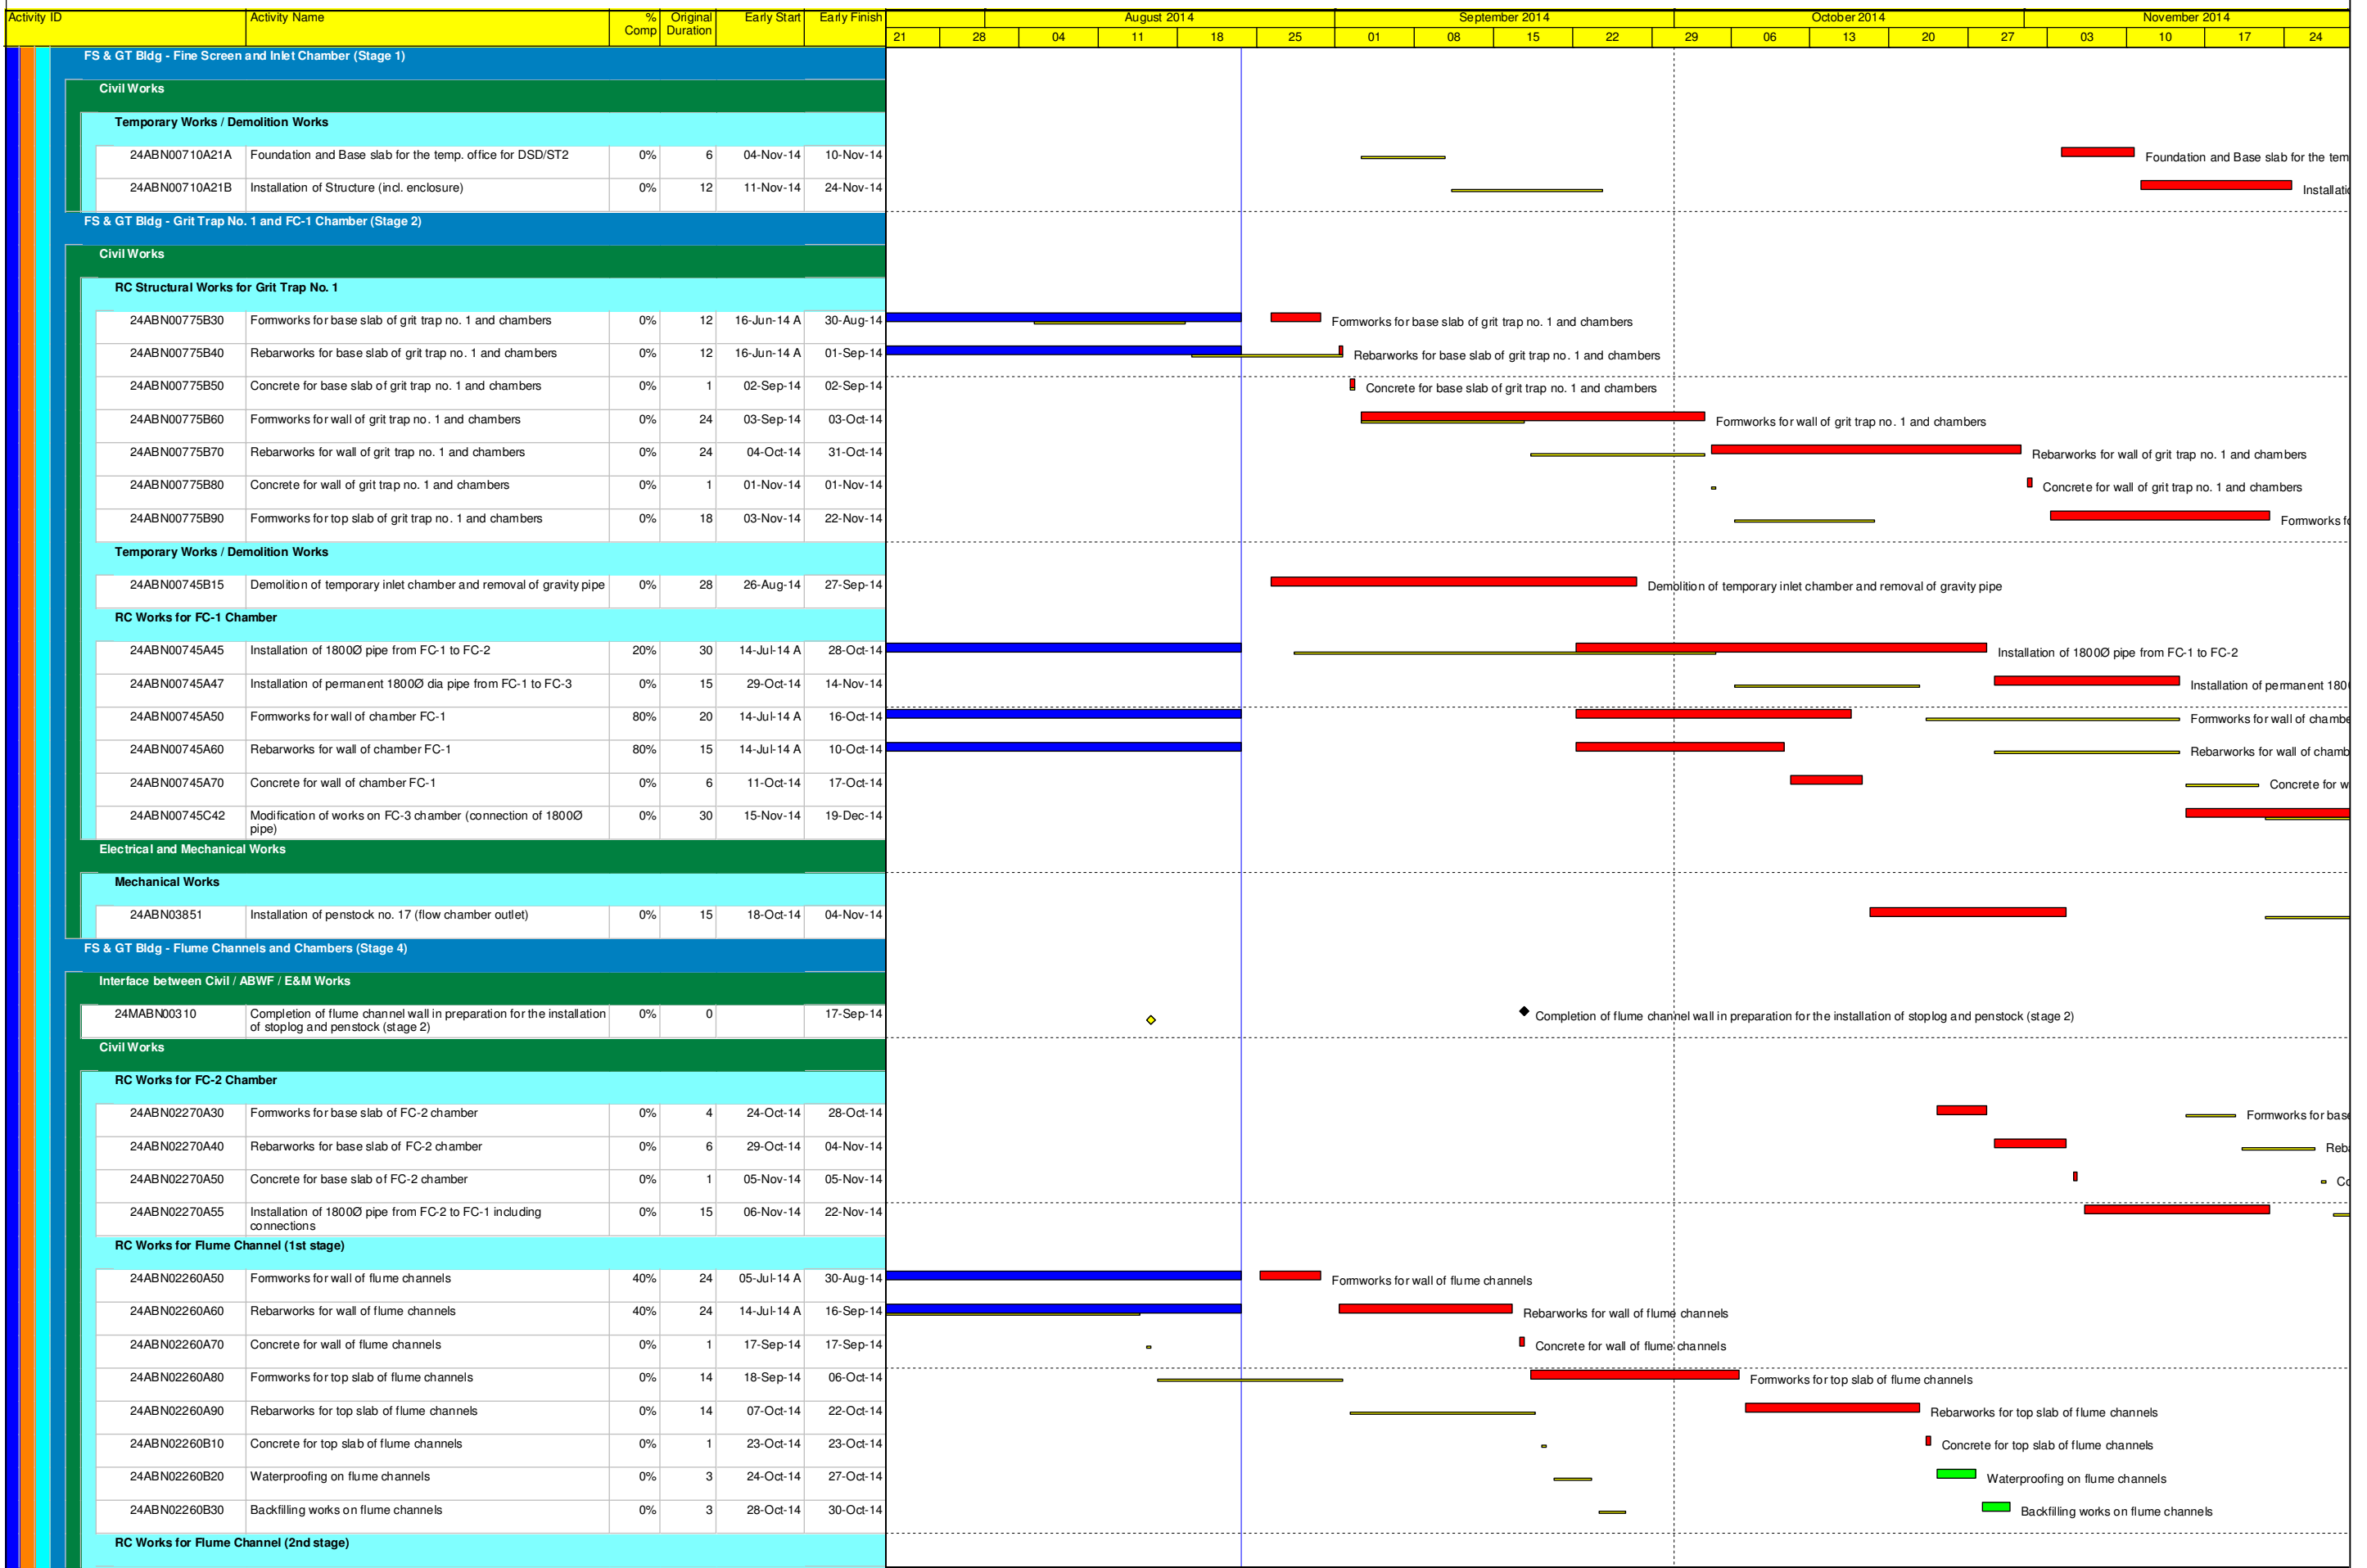 Activity ID Activity Name % Comp Original Duration Early Start Early Finish August 2014 September 2014 October 2014 November 2014
21 28 04 11 18 25 01 08 15 22 29 06 13 20 27 03 10 17 24
FS & GT Bldg - Fine Screen and Inlet Chamber (Stage 1)
Civil Works
Temporary Works / Demolition Works
24ABN00710A21A Foundation and Base slab for the temp. office for DSD/ST2 0% 6 04-Nov-14 10-Nov-14 Foundation and Base slab for the tem
24ABN00710A21B Installation of Structure (incl. enclosure) 0% 12 11-Nov-14 24-Nov-14 Installatio
FS & GT Bldg - Grit Trap No. 1 and FC-1 Chamber (Stage 2)
Civil Works
RC Structural Works for Grit Trap No. 1
24ABN00775B30 Formworks for base slab of grit trap no. 1 and chambers 0% 12 16-Jun-14 A 30-Aug-14 Formworks for base slab of grit trap no. 1 and chambers
24ABN00775B40 Rebarworks for base slab of grit trap no. 1 and chambers 0% 12 16-Jun-14 A 01-Sep-14 Rebarworks for base slab of grit trap no. 1 and chambers
24ABN00775B50 Concrete for base slab of grit trap no. 1 and chambers 0% 1 02-Sep-14 02-Sep-14 Concrete for base slab of grit trap no. 1 and chambers
24ABN00775B60 Formworks for wall of grit trap no. 1 and chambers 0% 24 03-Sep-14 03-Oct-14 Formworks for wall of grit trap no. 1 and chambers
24ABN00775B70 Rebarworks for wall of grit trap no. 1 and chambers 0% 24 04-Oct-14 31-Oct-14 Rebarworks for wall of grit trap no. 1 and chambers
24ABN00775B80 Concrete for wall of grit trap no. 1 and chambers 0% 1 01-Nov-14 01-Nov-14 Concrete for wall of grit trap no. 1 and chambers
24ABN00775B90 Formworks for top slab of grit trap no. 1 and chambers 0% 18 03-Nov-14 22-Nov-14 Formworks fo
Temporary Works / Demolition Works
24ABN00745B15 Demolition of temporary inlet chamber and removal of gravity pipe 0% 28 26-Aug-14 27-Sep-14 Demolition of temporary inlet chamber and removal of gravity pipe
RC Works for FC-1 Chamber
24ABN00745A45 Installation of 1800Ø pipe from FC-1 to FC-2 20% 30 14-Jul-14 A 28-Oct-14 Installation of 1800Ø pipe from FC-1 to FC-2
24ABN00745A47 Installation of permanent 1800Ø dia pipe from FC-1 to FC-3 0% 15 29-Oct-14 14-Nov-14 Installation of permanent 180
24ABN00745A50 Formworks for wall of chamber FC-1 80% 20 14-Jul-14 A 16-Oct-14 Formworks for wall of chambe
24ABN00745A60 Rebarworks for wall of chamber FC-1 80% 15 14-Jul-14 A 10-Oct-14 Rebarworks for wall of chamb
24ABN00745A70 Concrete for wall of chamber FC-1 0% 6 11-Oct-14 17-Oct-14 Concrete for w
24ABN00745C42 Modification of works on FC-3 chamber (connection of 1800Ø 0% 30 15-Nov-14 19-Dec-14
pipe)
Electrical and Mechanical Works
Mechanical Works
24ABN03851 Installation of penstock no. 17 (flow chamber outlet) 0% 15 18-Oct-14 04-Nov-14
FS & GT Bldg - Flume Channels and Chambers (Stage 4)
Interface between Civil / ABWF / E&M Works
24MABN00310 Completion of flume channel wall in preparation for the installation 0% 0 17-Sep-14 Completion of flume channel wall in preparation for the installation of stoplog and penstock (stage 2)
of stoplog and penstock (stage 2)
Civil Works
RC Works for FC-2 Chamber
24ABN02270A30 Formworks for base slab of FC-2 chamber 0% 4 24-Oct-14 28-Oct-14 Formworks for base
24ABN02270A40 Rebarworks for base slab of FC-2 chamber 0% 6 29-Oct-14 04-Nov-14 Reba
24ABN02270A50 Concrete for base slab of FC-2 chamber 0% 1 05-Nov-14 05-Nov-14 Co
24ABN02270A55 Installation of 1800Ø pipe from FC-2 to FC-1 including 0% 15 06-Nov-14 22-Nov-14
connections
RC Works for Flume Channel (1st stage)
24ABN02260A50 Formworks for wall of flume channels 40% 24 05-Jul-14 A 30-Aug-14 Formworks for wall of flume channels
24ABN02260A60 Rebarworks for wall of flume channels 40% 24 14-Jul-14 A 16-Sep-14 Rebarworks for wall of flume channels
24ABN02260A70 Concrete for wall of flume channels 0% 1 17-Sep-14 17-Sep-14 Concrete for wall of flume channels
24ABN02260A80 Formworks for top slab of flume channels 0% 14 18-Sep-14 06-Oct-14 Formworks for top slab of flume channels
24ABN02260A90 Rebarworks for top slab of flume channels 0% 14 07-Oct-14 22-Oct-14 Rebarworks for top slab of flume channels
24ABN02260B10 Concrete for top slab of flume channels 0% 1 23-Oct-14 23-Oct-14 Concrete for top slab of flume channels
24ABN02260B20 Waterproofing on flume channels 0% 3 24-Oct-14 27-Oct-14 Waterproofing on flume channels
24ABN02260B30 Backfilling works on flume channels 0% 3 28-Oct-14 30-Oct-14 Backfilling works on flume channels
RC Works for Flume Channel (2nd stage)